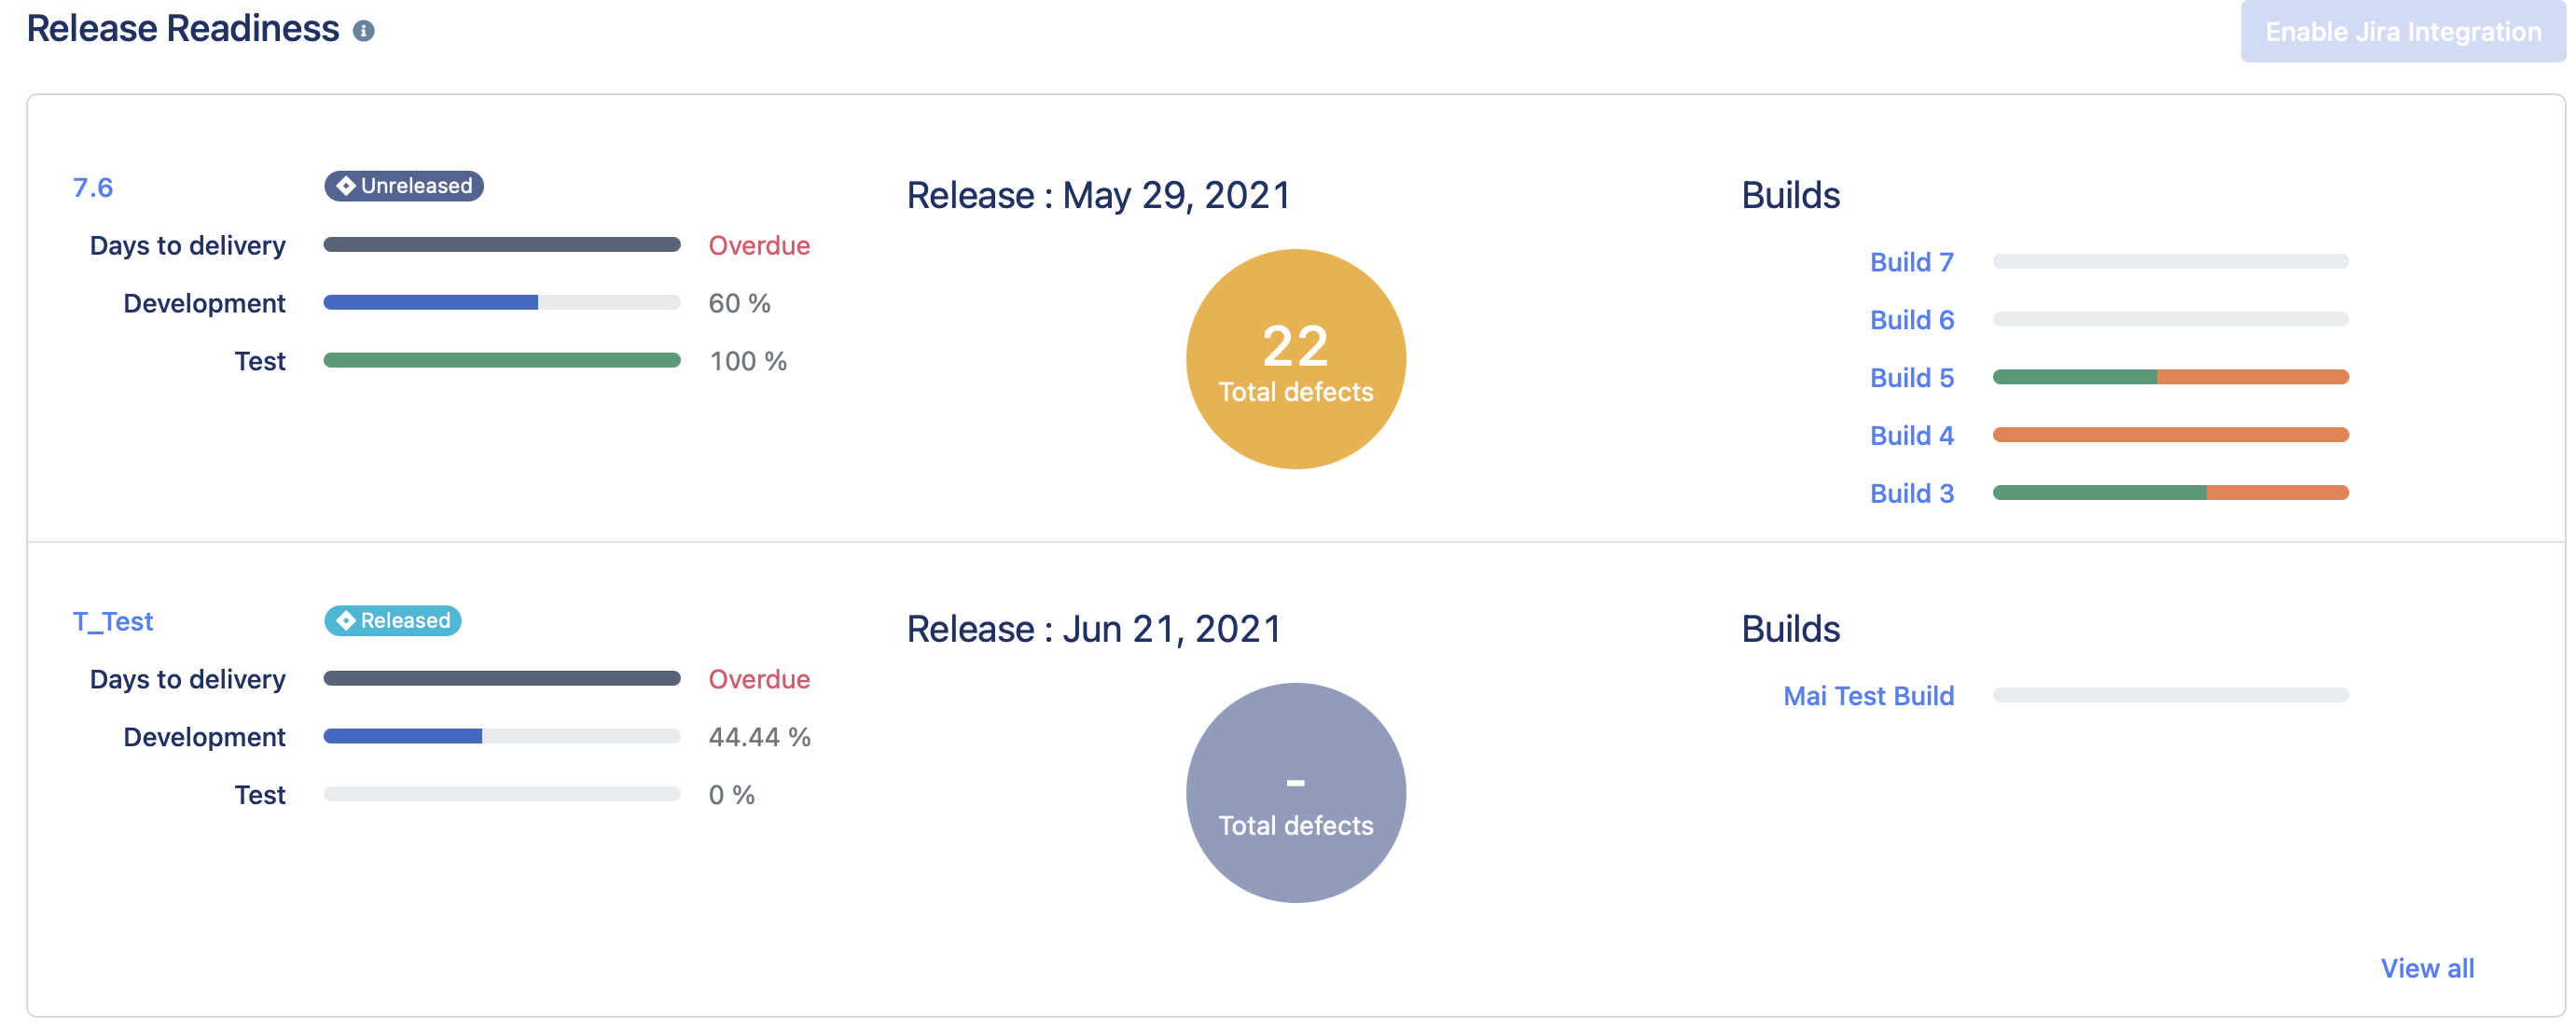 Release Readiness
Enable Jira Integration
7.6
Unreleased
Days to delivery
Overdue
Development
60 %
Test
100 %
Release : May 29, 2021
22
Total defects
Builds
Build 7
Build 6
Build 5
Build 4
Build 3
T_Test
Released
Days to delivery
Overdue
Development
44.44 %
Test
0 %
Release : Jun 21, 2021
-
Total defects
Builds
Mai Test Build
View all